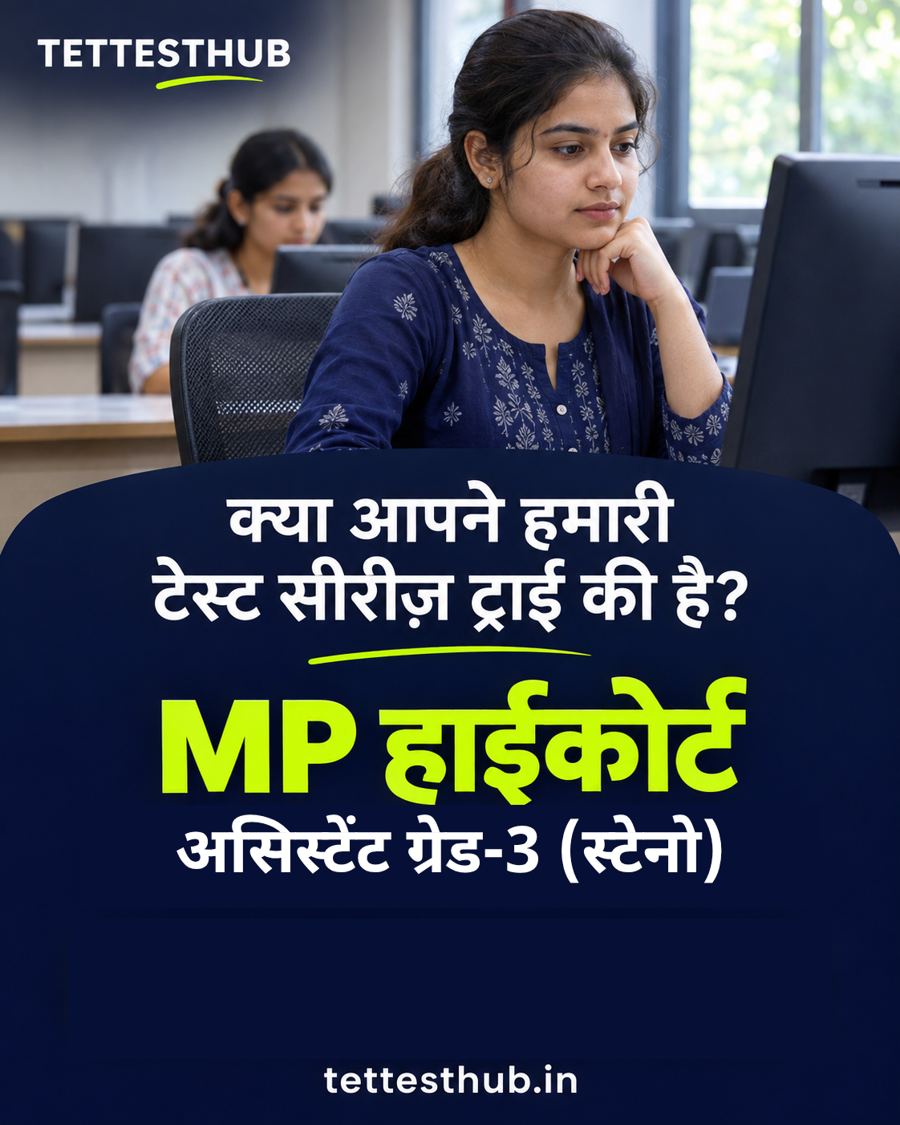 TETTESTHUB
क्या आपने हमारी
टेस्ट सीरीज़ ट्राई की है?
MP हाईकोर्ट
असिस्टेंट ग्रेड-3 (स्टेनो)
tettesthub.in